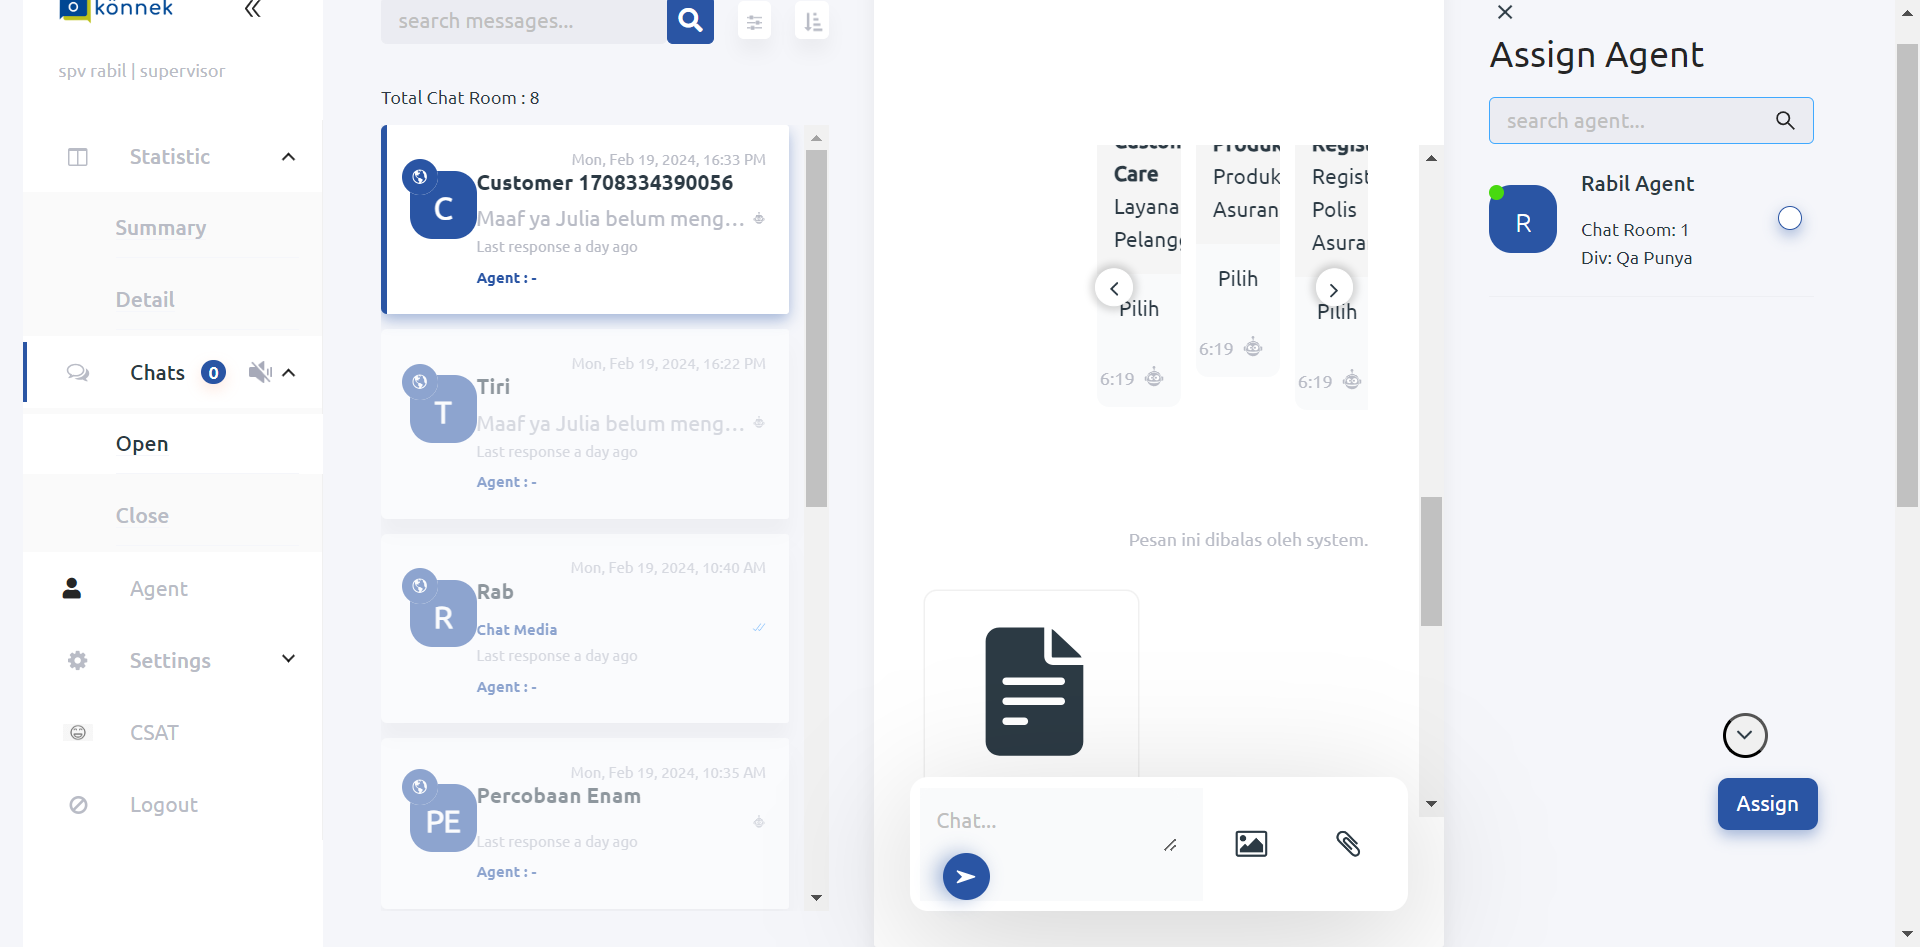 könnek
spv rabil | supervisor
Statistic
Summary
Detail
Chats 0
Open
Close
Agent
Settings
CSAT
Logout
search messages...
Total Chat Room : 8
Mon, Feb 19, 2024, 16:33 PM
C
Customer 1708334390056
Maaf ya Julia belum meng...
Last response a day ago
Agent : -
Mon, Feb 19, 2024, 16:22 PM
T
Tiri
Maaf ya Julia belum meng...
Last response a day ago
Agent : -
Mon, Feb 19, 2024, 10:40 AM
R
Rab
Chat Media
Last response a day ago
Agent : -
Mon, Feb 19, 2024, 10:35 AM
PE
Percobaan Enam
Last response a day ago
Agent : -
Custom
Care
Layana
Pelangg
Pilih
6:19
Produk
Produk
Asuran
Pilih
6:19
Regist
Regist
Polis
Asura
Pilih
6:19
Pesan ini dibalas oleh system.
Chat...
Assign Agent
search agent...
R
Rabil Agent
Chat Room: 1
Div: Qa Punya
Assign